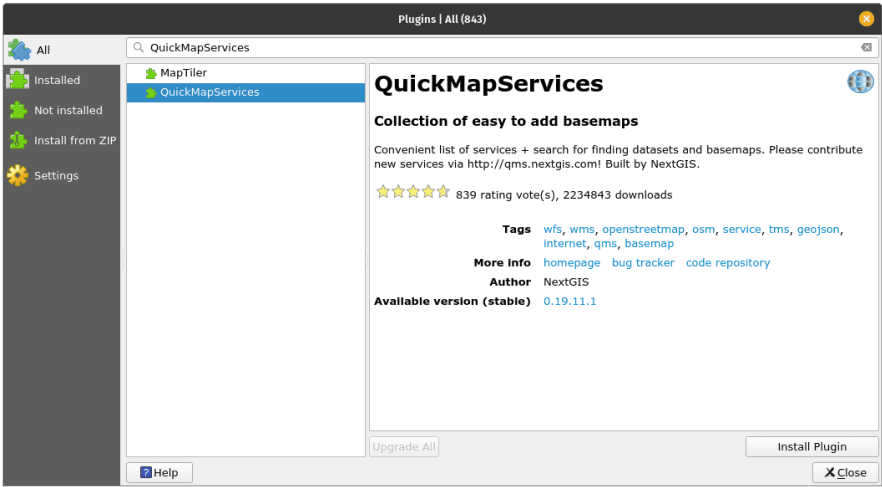 Plugins | All (843)
All
QuickMapServices
Installed
Not installed
Install from ZIP
Settings
MapTiler
QuickMapServices
QuickMapServices
Collection of easy to add basemaps
Convenient list of services + search for finding datasets and basemaps. Please contribute
new services via http://qms.nextgis.com! Built by NextGIS.
839 rating vote(s), 2234843 downloads
Tags wfs, wms, openstreetmap, osm, service, tms, geojson,
internet, qms, basemap
More info homepage bug tracker code repository
Author NextGIS
Available version (stable) 0.19.11.1
Upgrade All
Install Plugin
? Help
Close